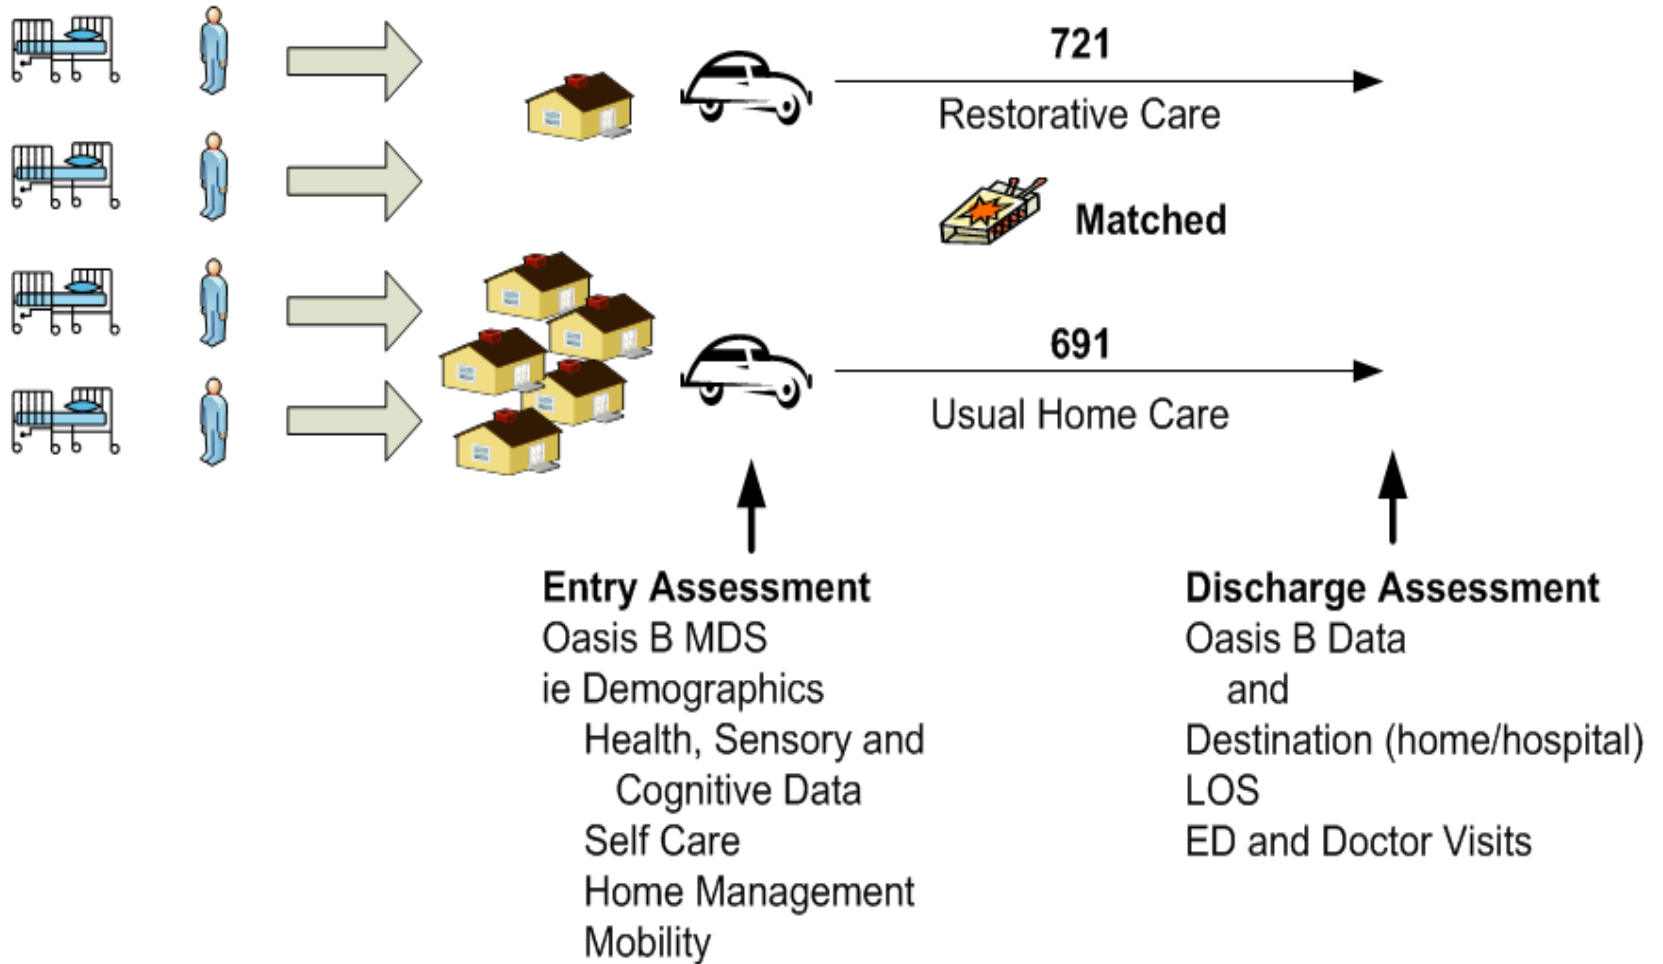 721
Restorative Care
Matched
691
Usual Home Care
Entry Assessment
Oasis B MDS
ie Demographics
Health, Sensory and
Cognitive Data
Self Care
Home Management
Mobility
Discharge Assessment
Oasis B Data
and
Destination (home/hospital)
LOS
ED and Doctor Visits